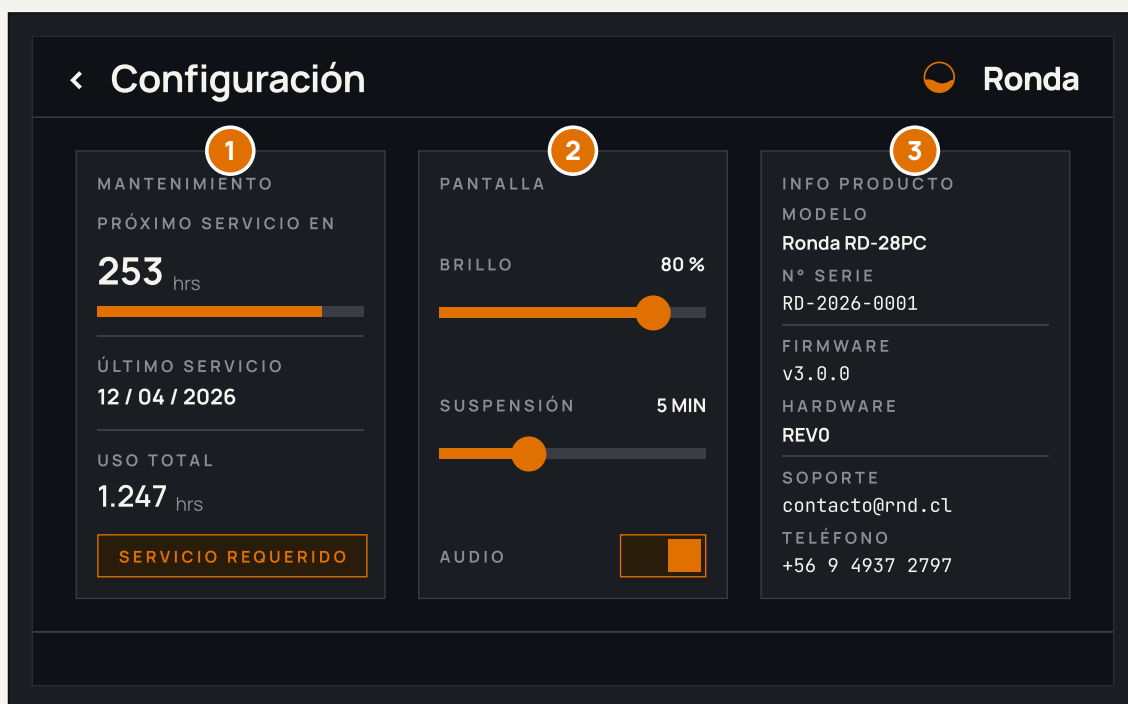 Configuración
Ronda
1
MANTENIMIENTO
PRÓXIMO SERVICIO EN
253 hrs
ÚLTIMO SERVICIO
12 / 04 / 2026
USO TOTAL
1.247 hrs
SERVICIO REQUERIDO
2
PANTALLA
BRILLO 80 %
SUSPENSIÓN 5 MIN
AUDIO
3
INFO PRODUCTO
MODELO
Ronda RD-28PC
N° SERIE
RD-2026-0001
FIRMWARE
v3.0.0
HARDWARE
REV0
SOPORTE
contacto@rnd.cl
TELÉFONO
+56 9 4937 2797